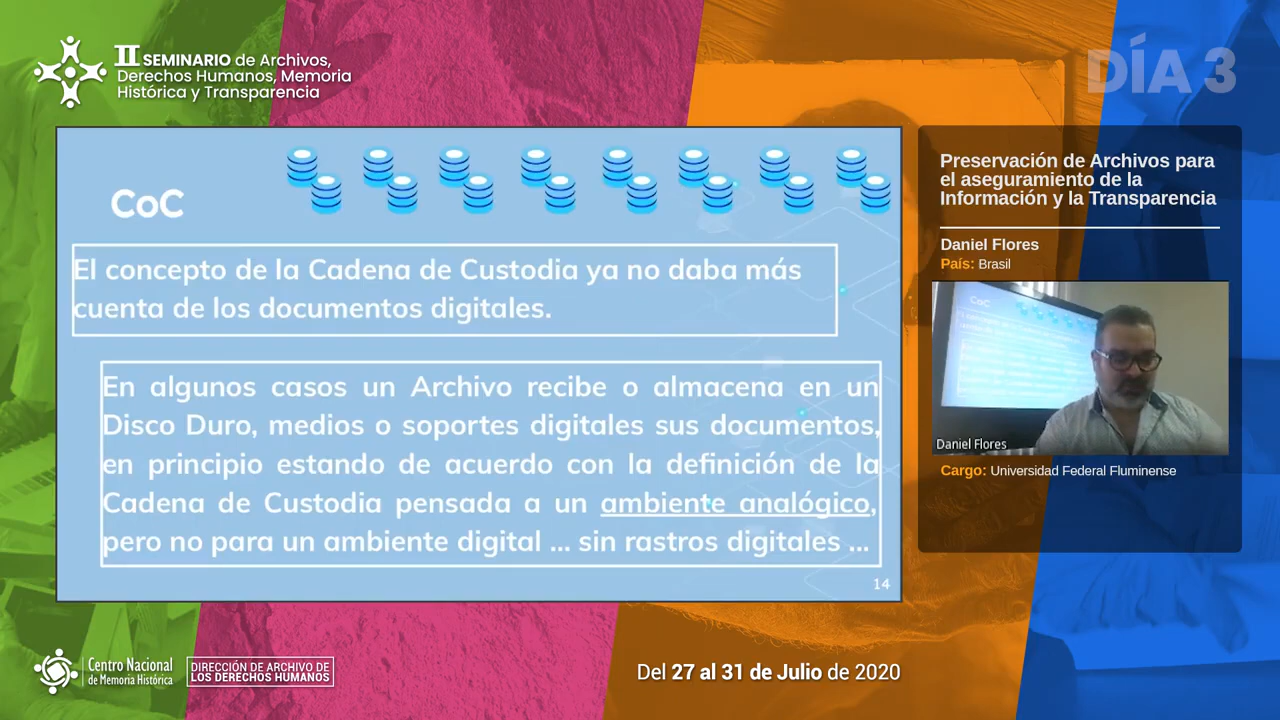 II SEMINARIO de Archivos,
Derechos Humanos, Memoria
Histórica y Transparencia
DÍA 3
CoC
El concepto de la Cadena de Custodia ya no daba más
cuenta de los documentos digitales.
En algunos casos un Archivo recibe o almacena en un
Disco Duro, medios o soportes digitales sus documentos,
en principio estando de acuerdo con la definición de la
Cadena de Custodia pensada a un ambiente analógico,
pero no para un ambiente digital ... sin rastros digitales ...
14
Preservación de Archivos para
el aseguramiento de la
Información y la Transparencia
Daniel Flores
País: Brasil
CoC
Daniel Flores
Cargo: Universidad Federal Fluminense
Centro Nacional
de Memoria Histórica
DIRECCIÓN DE ARCHIVO DE
LOS DERECHOS HUMANOS
Del 27 al 31 de Julio de 2020